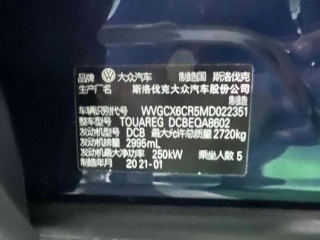 品牌 大众汽车 制造国 斯洛伐克
斯洛伐克大众汽车股份公司
制造
车辆识别代号 WVGCX6CR5MD022351
整车型号 TOUAREG DCBEQA8602
发动机型号 DCB 最大允许总质量 2720kg
发动机排量 2995mL
发动机最大净功率 250kW 乘坐人数 5
制造年月 2021-01